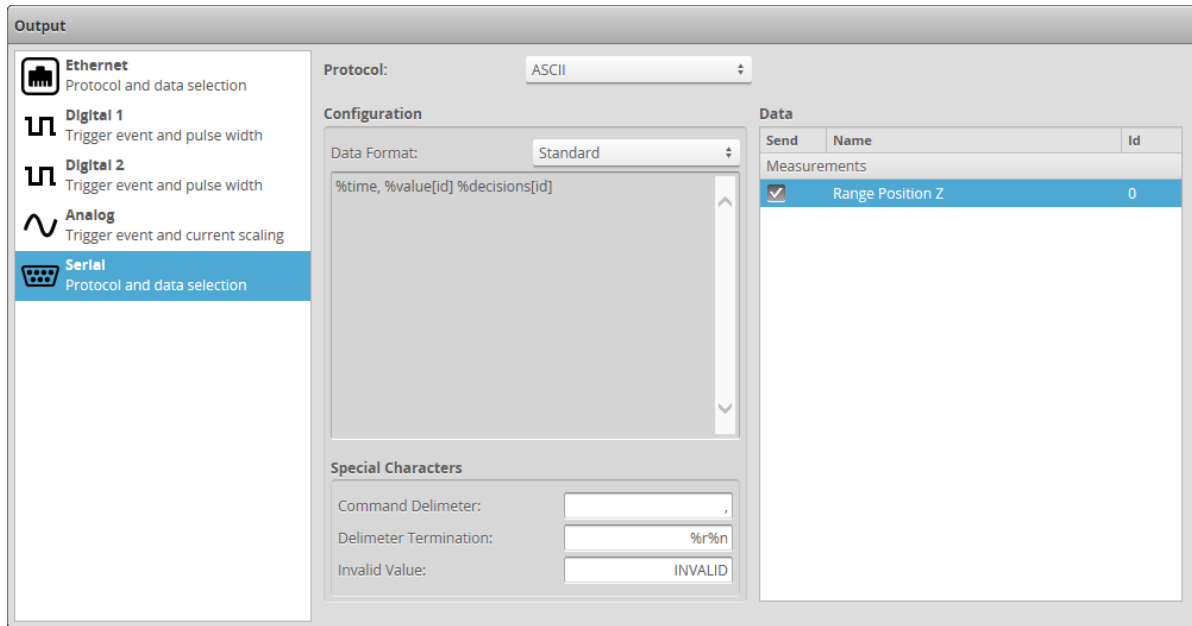 Output
Ethernet
Protocol and data selection
Digital 1
Trigger event and pulse width
Digital 2
Trigger event and pulse width
Analog
Trigger event and current scaling
Serial
Protocol and data selection
Protocol: ASCII
Configuration
Data Format: Standard
%time, %value[id] %decisions[id]
Special Characters
Command Delimeter: ,
Delimeter Termination: %r%n
Invalid Value: INVALID
Data
Send Name Id
Measurements
Range Position Z 0